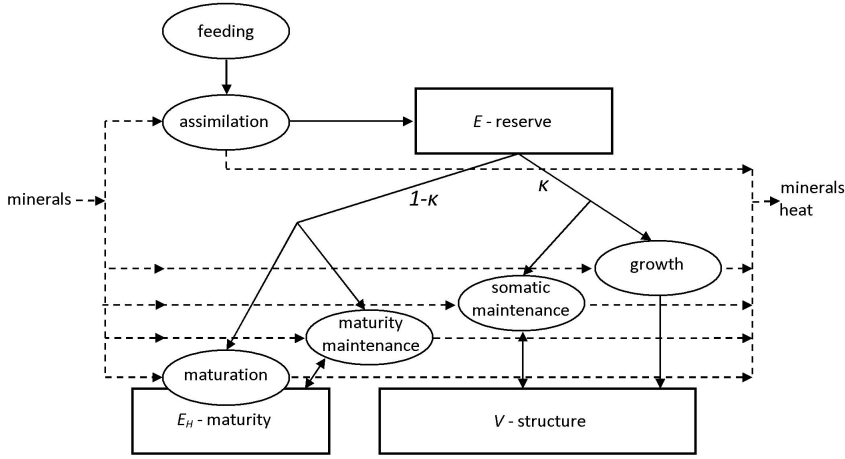 feeding
assimilation
E - reserve
minerals
1-κ
κ
minerals
heat
growth
somatic
maintenance
maturity
maintenance
maturation
E_H - maturity
V - structure